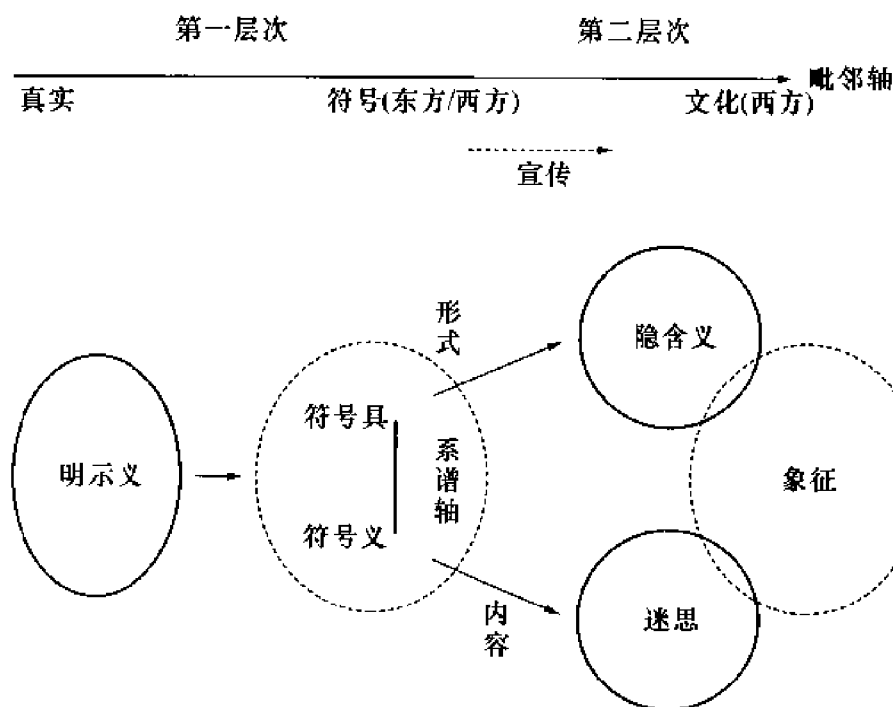 第一层次 第二层次
毗邻轴
真实 符号(东方/西方) 文化(西方)
宣传
形式
隐含义
符号具
明示义 系谱轴 象征
符号义
内容
迷思